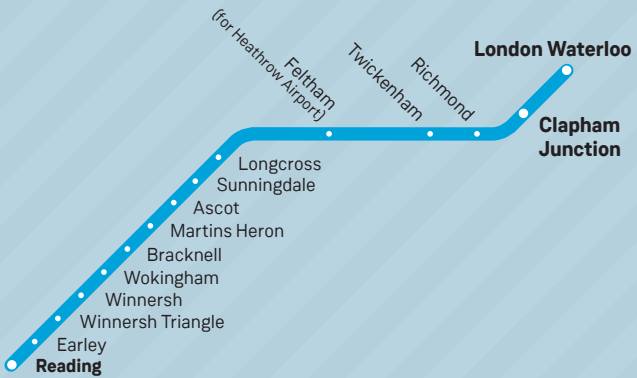 London Waterloo
Clapham
Junction
Richmond
Twickenham
Feltham
(for Heathrow Airport)
Longcross
Sunningdale
Ascot
Martins Heron
Bracknell
Wokingham
Winnersh
Winnersh Triangle
Earley
Reading